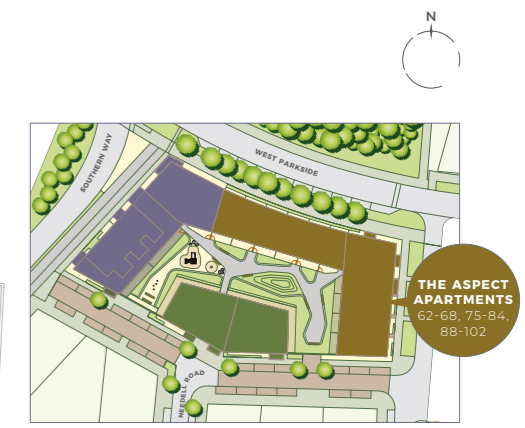 N
SOUTHERN WAY
WEST PARKSIDE
THE ASPECT
APARTMENTS
62-68, 75-84,
88-102
NEEDELL ROAD